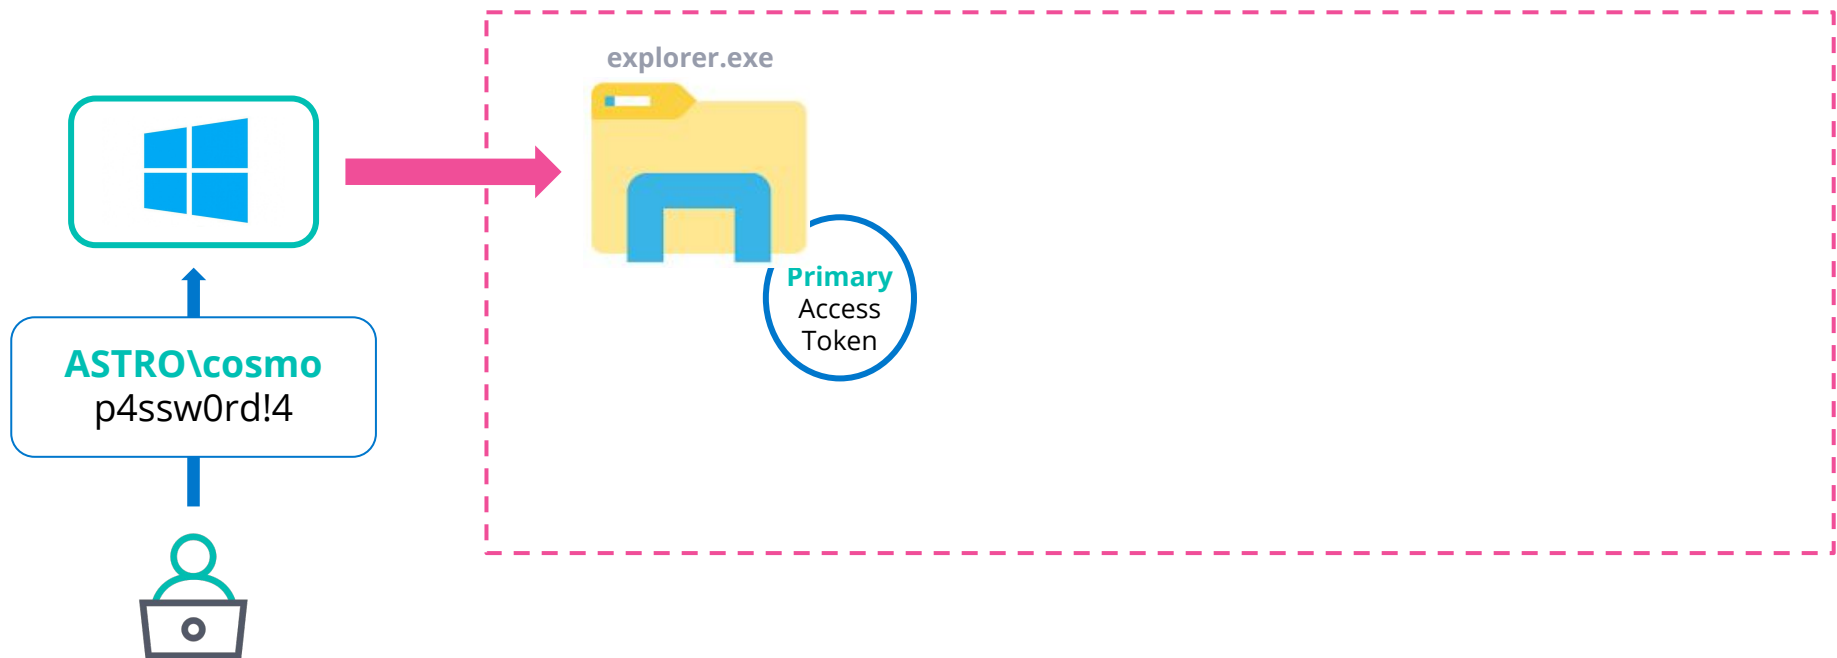 explorer.exe
Primary
Access
Token
ASTRO\cosmo
p4ssw0rd!4